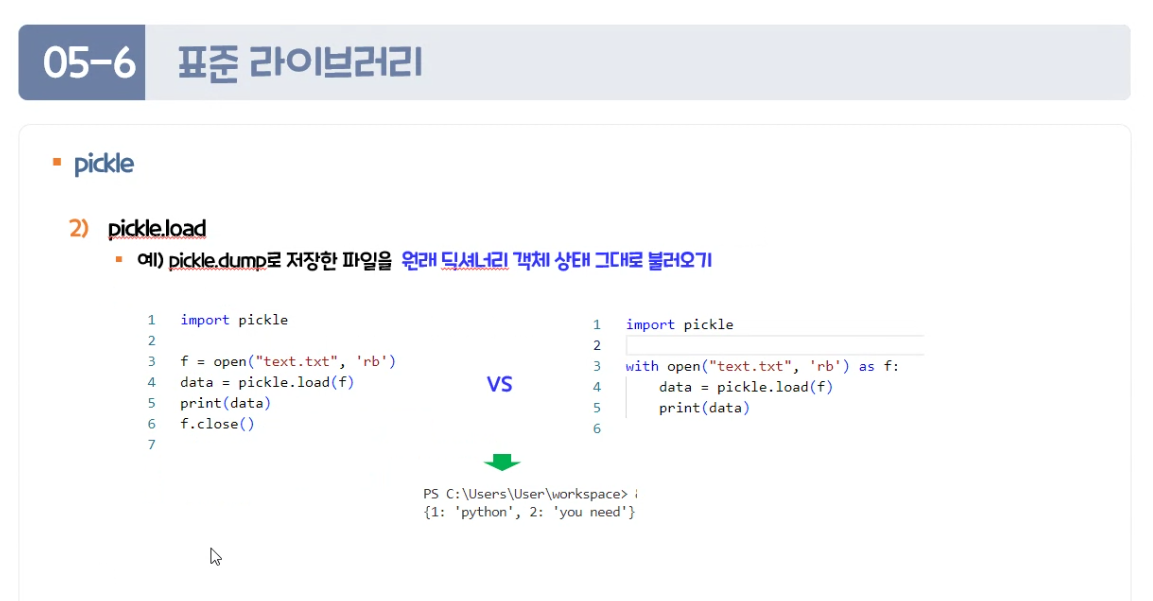 05-6 표준 라이브러리
pickle
2) pickle.load
예) pickle.dump로 저장한 파일을 원래 딕셔너리 객체 상태 그대로 불러오기
1 import pickle
2
3 f = open("text.txt", 'rb')
4 data = pickle.load(f)
5 print(data)
6 f.close()
7
VS
1 import pickle
2
3 with open("text.txt", 'rb') as f:
4 data = pickle.load(f)
5 print(data)
6
PS C:\Users\User\workspace>
{1: 'python', 2: 'you need'}